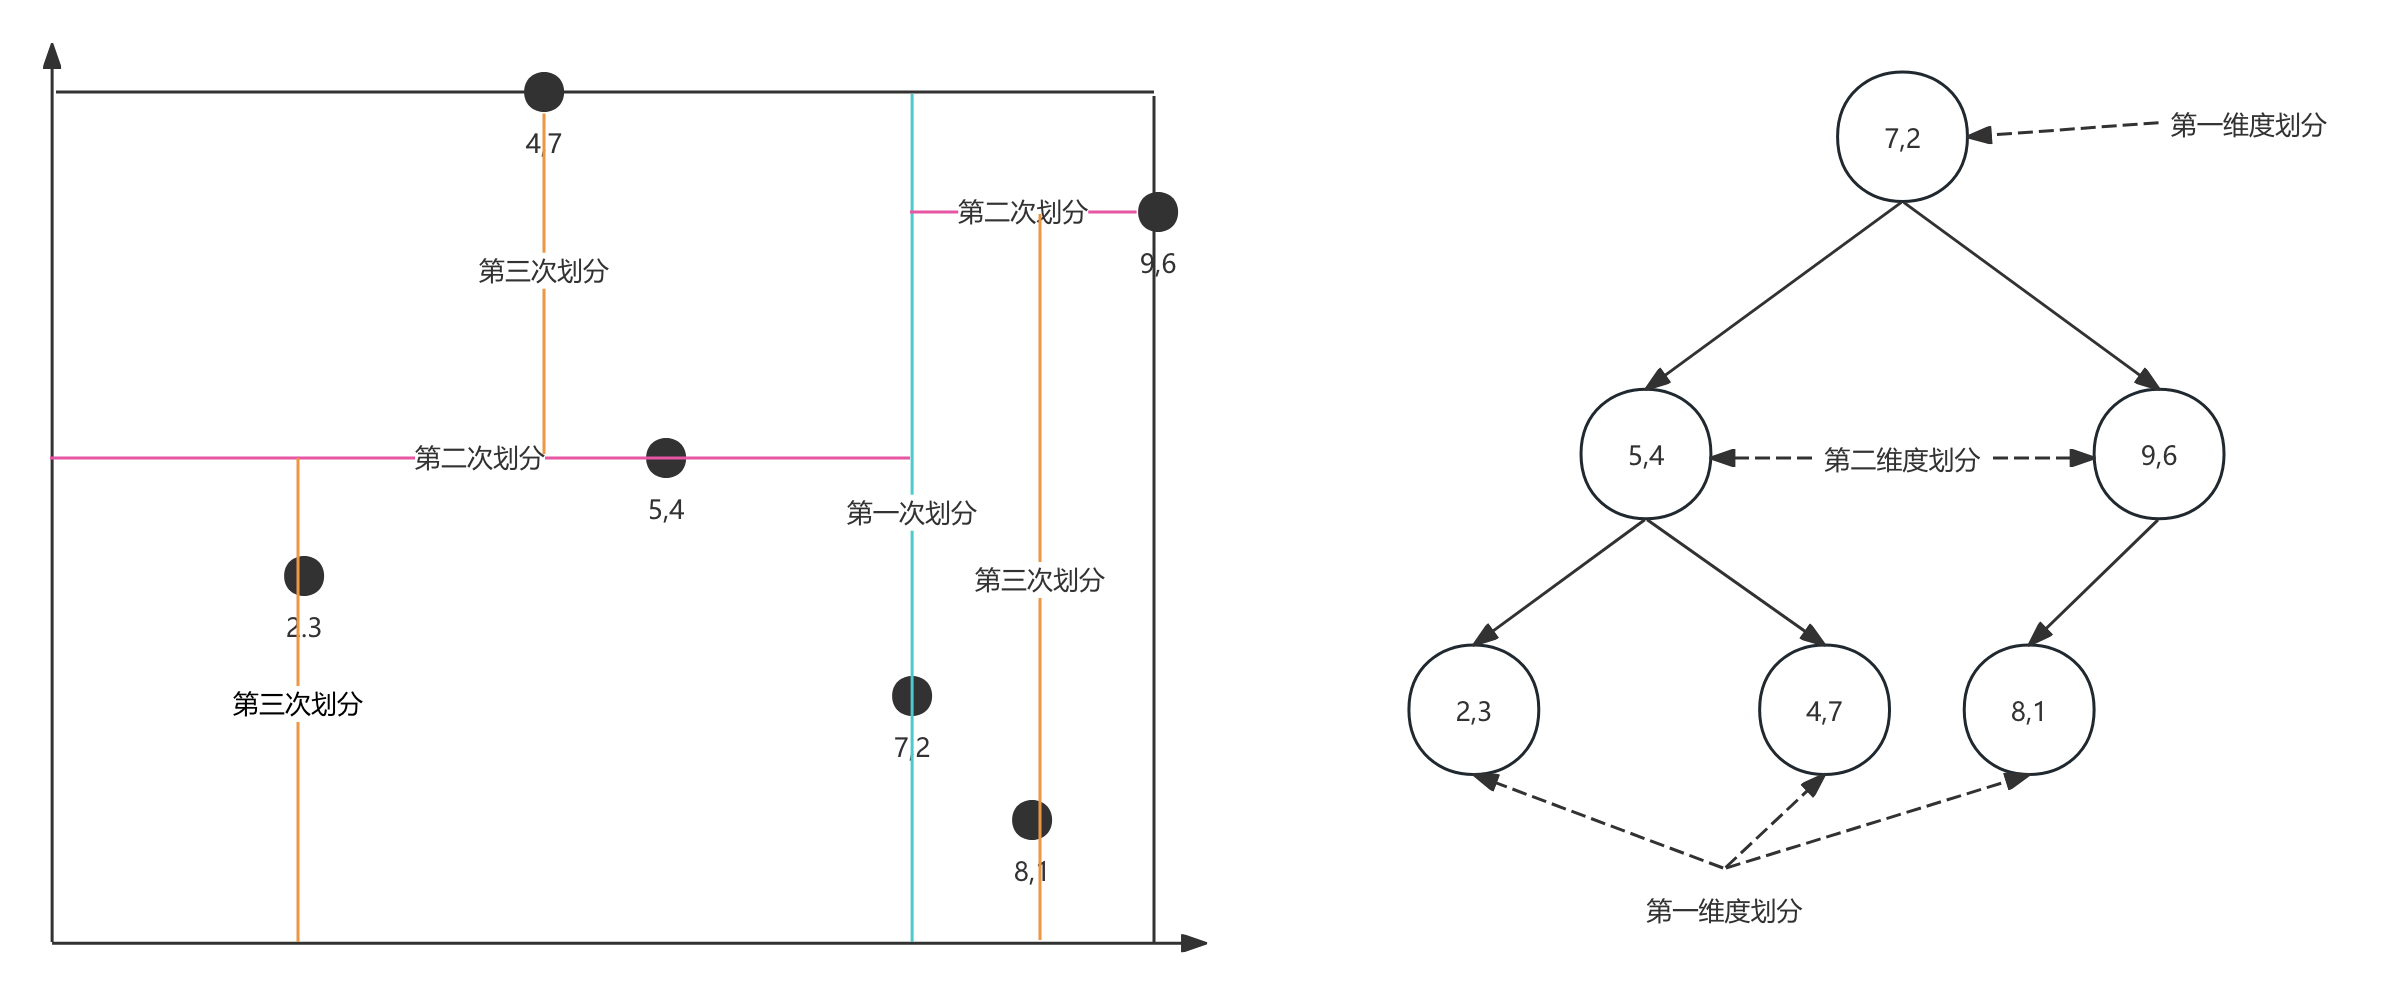 4,7
第二次划分
第三次划分
9,6
第二次划分
5,4
第一次划分
第三次划分
2.3
第三次划分
7,2
8,1
7,2
第一维度划分
5,4
第二维度划分
9,6
2,3
4,7
8,1
第一维度划分